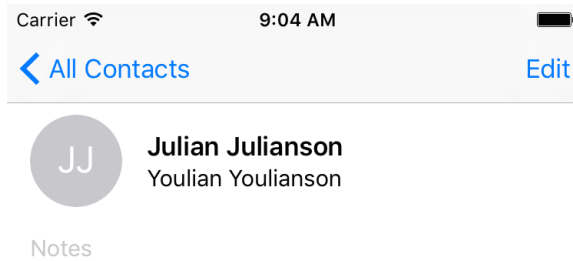 Carrier 9:04 AM
All Contacts Edit
JJ
Julian Julianson
Youlian Youlianson
Notes